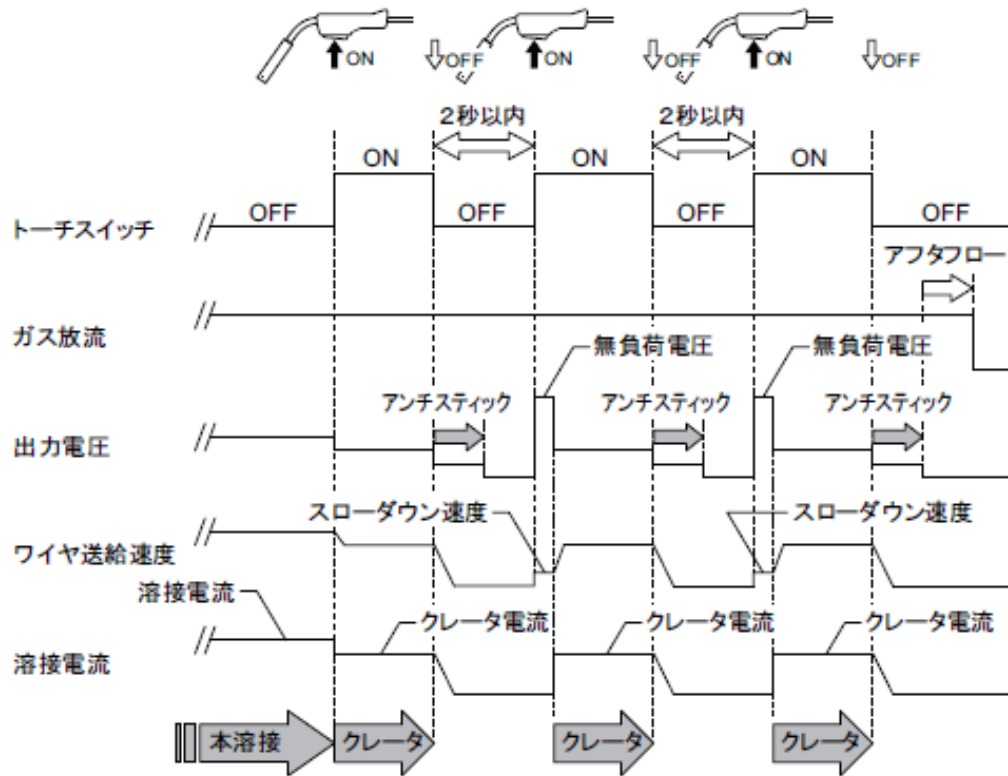 ON
OFF
ON
OFF
ON
OFF
2秒以内
2秒以内
ON
ON
ON
トーチスイッチ
OFF
OFF
OFF
OFF
アフタフロー
ガス放流
無負荷電圧
無負荷電圧
アンチスティック
アンチスティック
アンチスティック
出力電圧
スローダウン速度
スローダウン速度
ワイヤ送給速度
溶接電流
クレータ電流
クレータ電流
クレータ電流
溶接電流
本溶接
クレータ
クレータ
クレータ